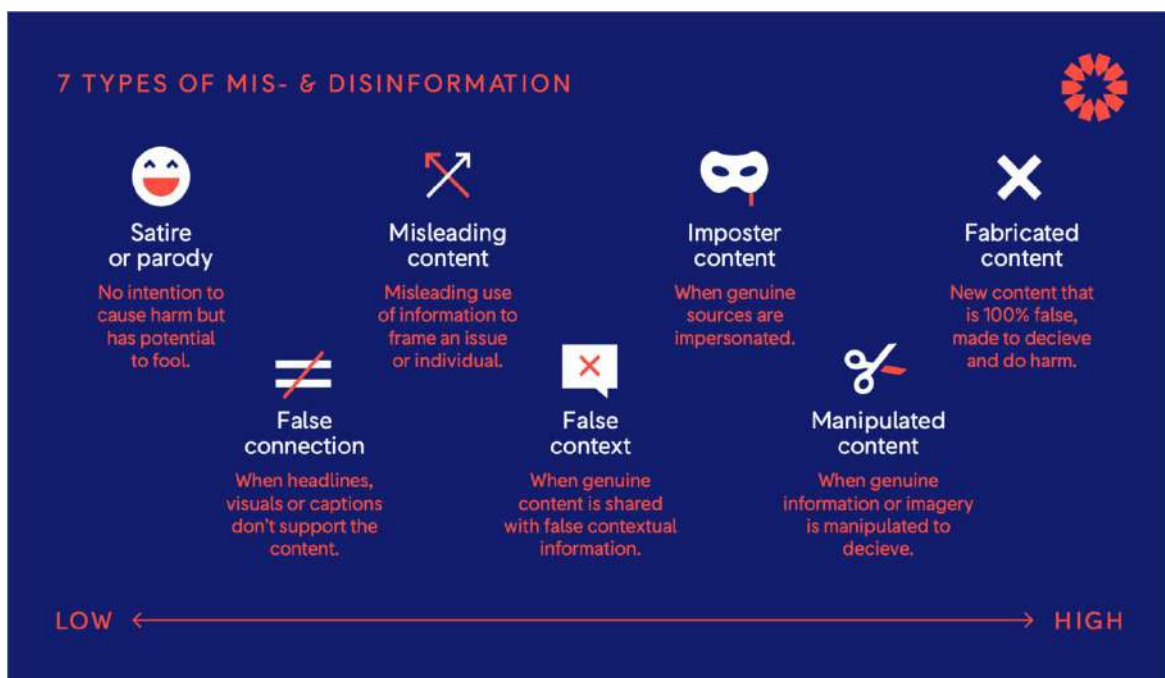 7 TYPES OF MIS- & DISINFORMATION
Satire
or parody
No intention to
cause harm but
has potential
to fool.
False
connection
When headlines,
visuals or captions
don't support the
content.
Misleading
content
Misleading use
of information to
frame an issue
or individual.
False
context
When genuine
content is shared
with false contextual
information.
Imposter
content
When genuine
sources are
impersonated.
Manipulated
content
When genuine
information or imagery
is manipulated to
decieve.
Fabricated
content
New content that
is 100% false,
made to decieve
and do harm.
LOW
HIGH